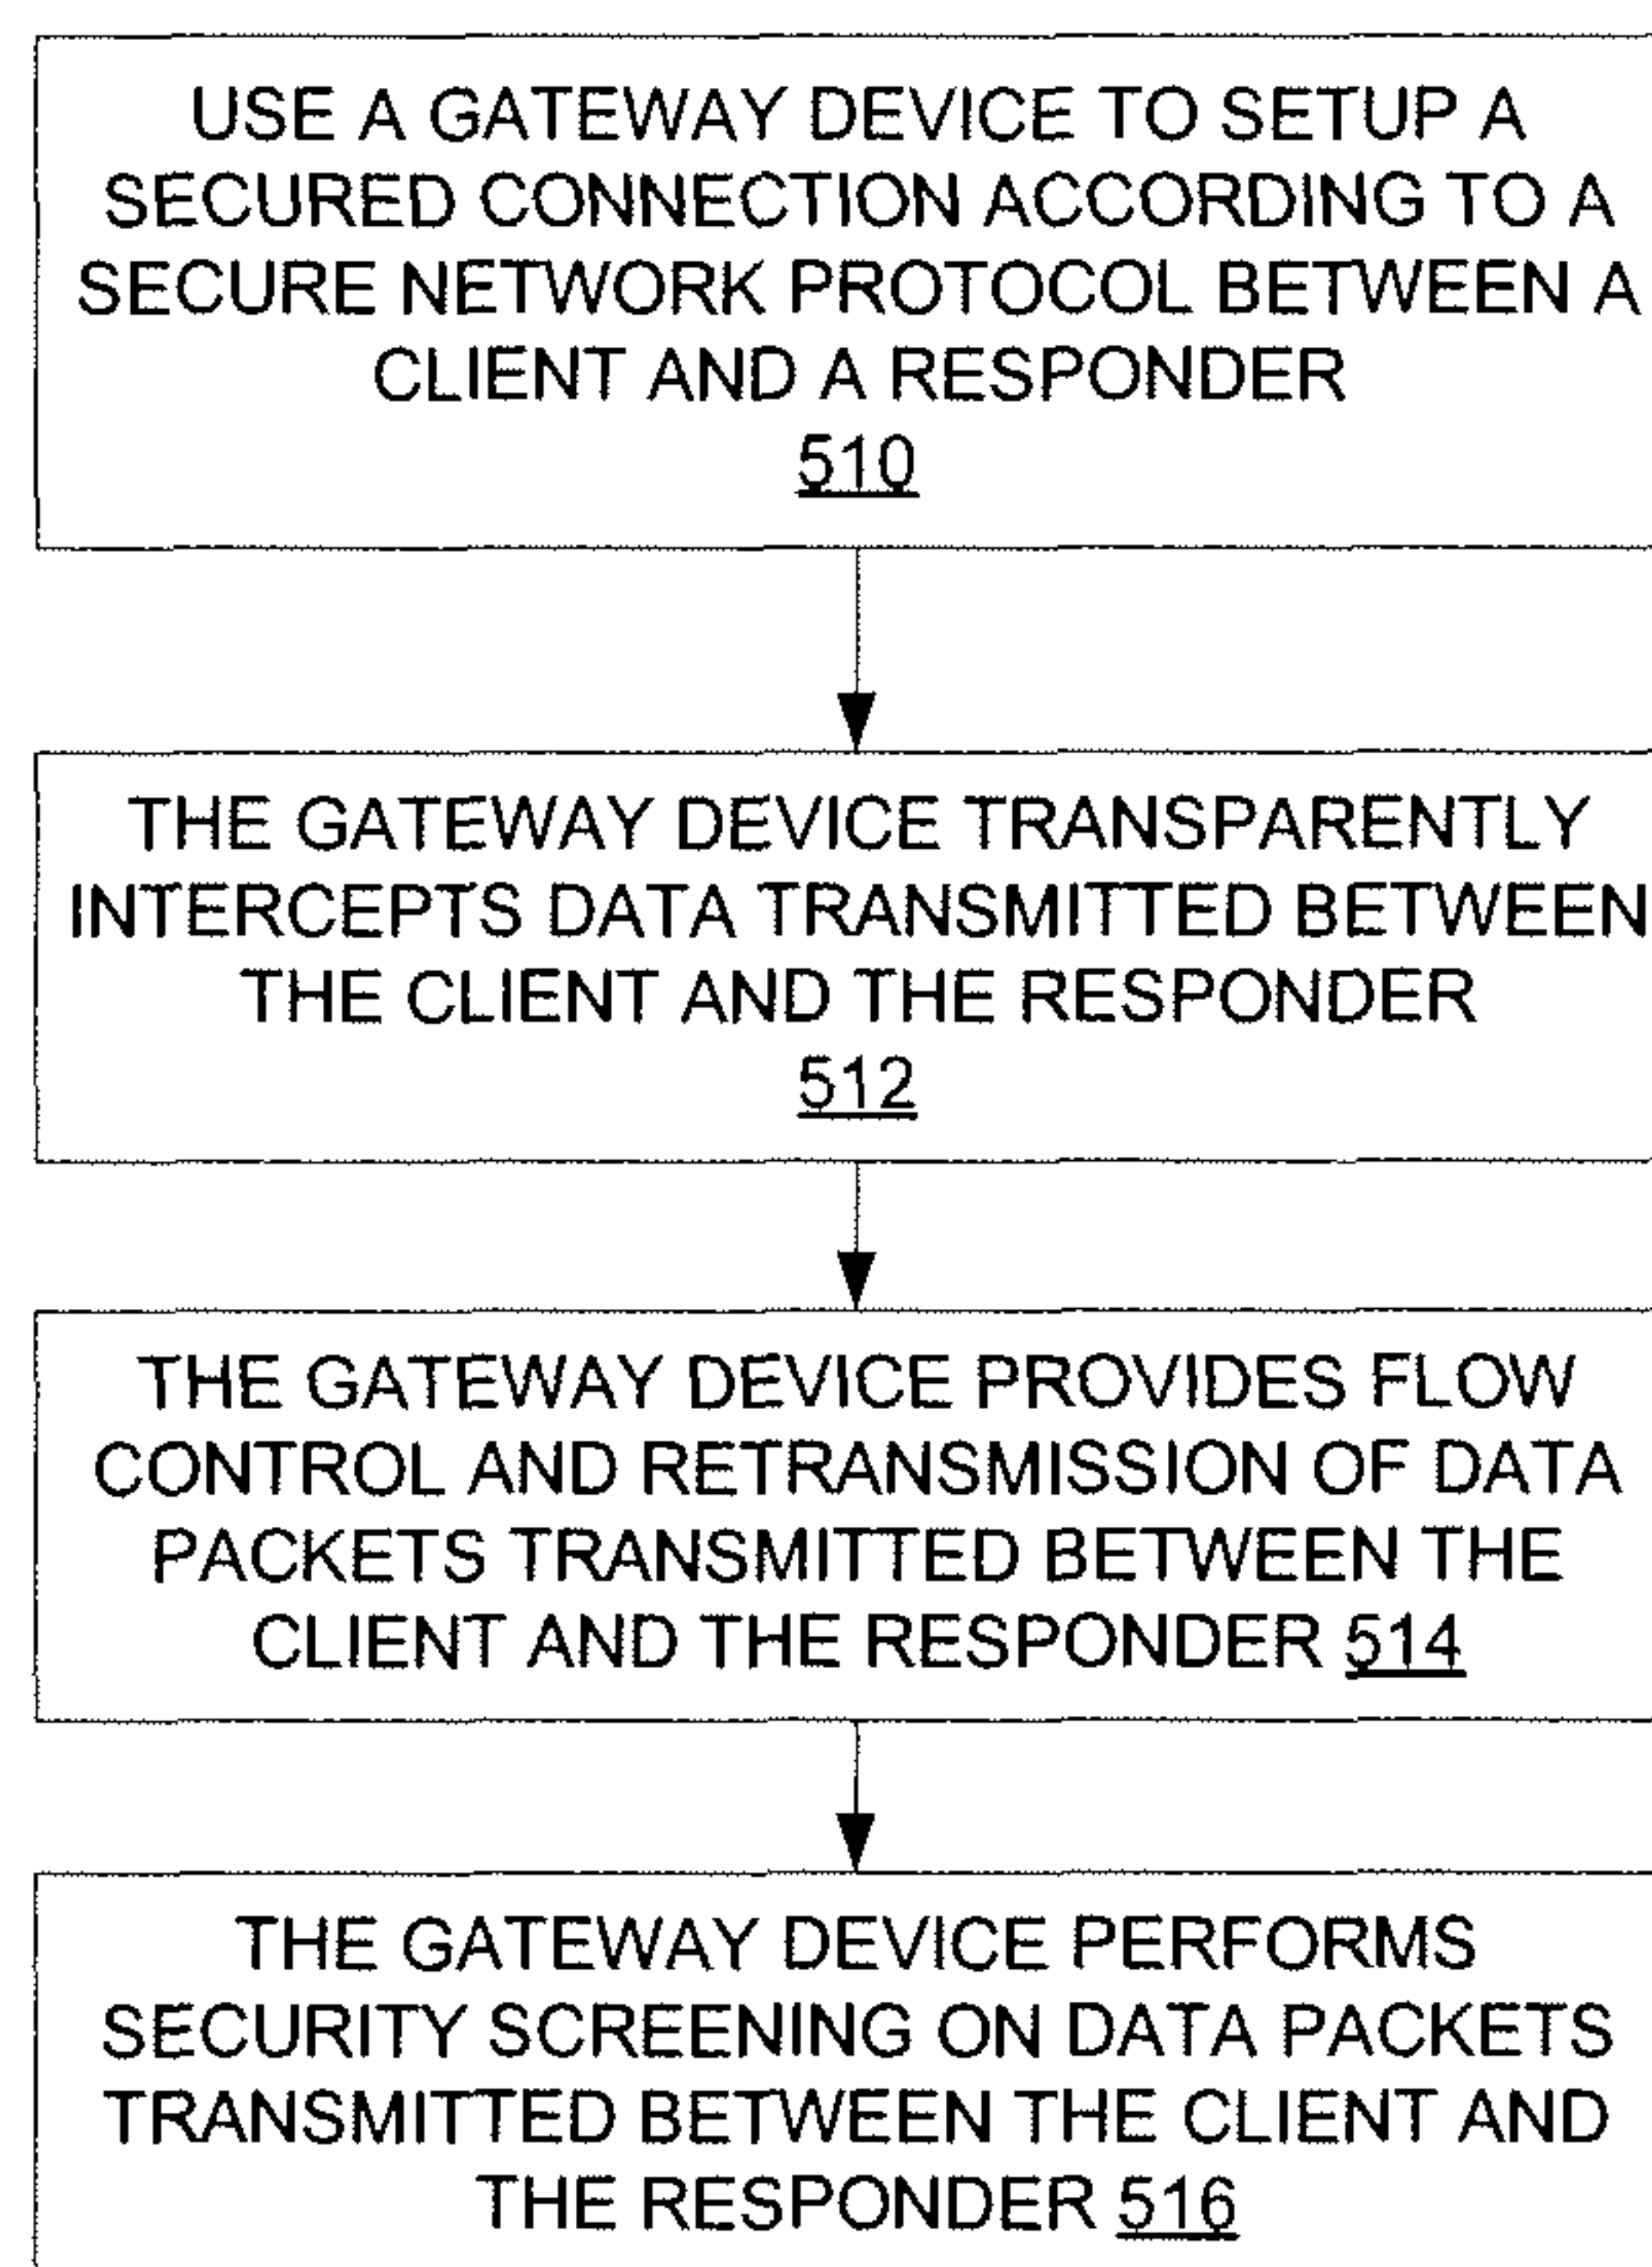 USE A GATEWAY DEVICE TO SETUP A
SECURED CONNECTION ACCORDING TO A
SECURE NETWORK PROTOCOL BETWEEN A
CLIENT AND A RESPONDER
510
THE GATEWAY DEVICE TRANSPARENTLY
INTERCEPTS DATA TRANSMITTED BETWEEN
THE CLIENT AND THE RESPONDER
512
THE GATEWAY DEVICE PROVIDES FLOW
CONTROL AND RETRANSMISSION OF DATA
PACKETS TRANSMITTED BETWEEN THE
CLIENT AND THE RESPONDER 514
THE GATEWAY DEVICE PERFORMS
SECURITY SCREENING ON DATA PACKETS
TRANSMITTED BETWEEN THE CLIENT AND
THE RESPONDER 516